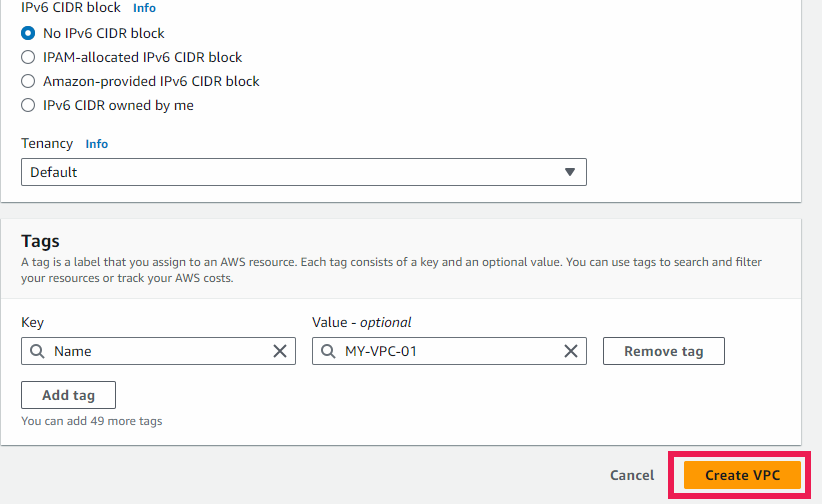 IPv6 CIDR block Info
No IPv6 CIDR block
IPAM-allocated IPv6 CIDR block
Amazon-provided IPv6 CIDR block
IPv6 CIDR owned by me
Tenancy Info
Default
Tags
A tag is a label that you assign to an AWS resource. Each tag consists of a key and an optional value. You can use tags to search and filter
your resources or track your AWS costs.
Key Value - optional
Name MY-VPC-01 Remove tag
Add tag
You can add 49 more tags
Cancel Create VPC